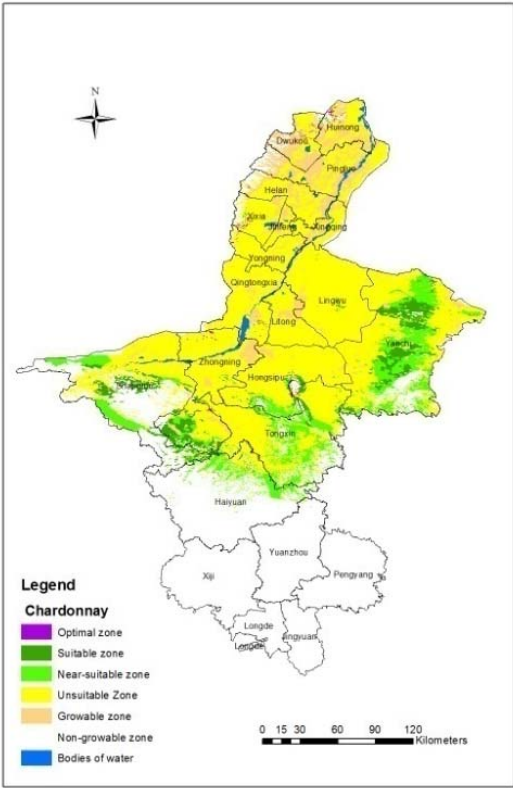 N
Huinong
Dwukou
Pingluo
Helan
Xixia
Jinfeng
Xingqing
Yongning
Qingtongxia
Lingwu
Litong
Yanchi
Zhongning
Hongsipu
Tongxin
Haiyuan
Yuanzhou
Xiji
Pengyang
Longde
Longde
Legend
Chardonnay
Optimal zone
Suitable zone
Near-suitable zone
Unsuitable Zone
Growable zone
Non-growable zone
Bodies of water
0 15 30 60 90 120
Kilometers